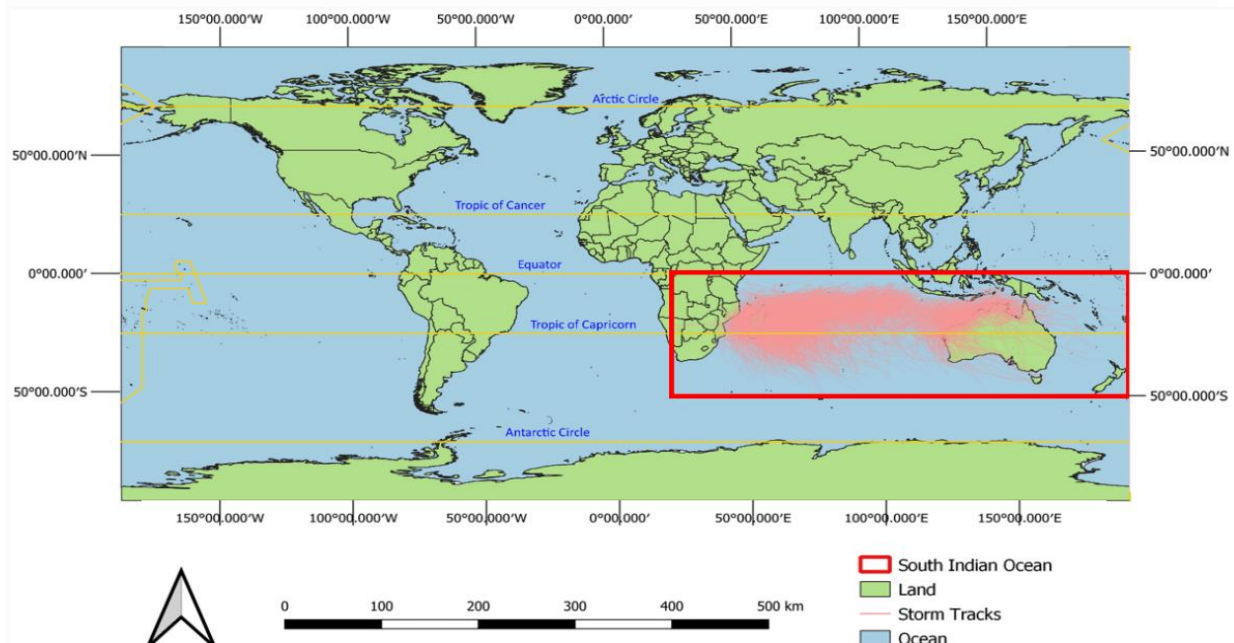 150°00.000′W 100°00.000′W 50°00.000′W 0°00.000′ 50°00.000′E 100°00.000′E 150°00.000′E
Arctic Circle
50°00.000′N 50°00.000′N
Tropic of Cancer
Equator
0°00.000′ 0°00.000′
Tropic of Capricorn
50°00.000′S 50°00.000′S
Antarctic Circle
150°00.000′W 100°00.000′W 50°00.000′W 0°00.000′ 50°00.000′E 100°00.000′E 150°00.000′E
South Indian Ocean
0 100 200 300 400 500 km
Land
Storm Tracks
Ocean